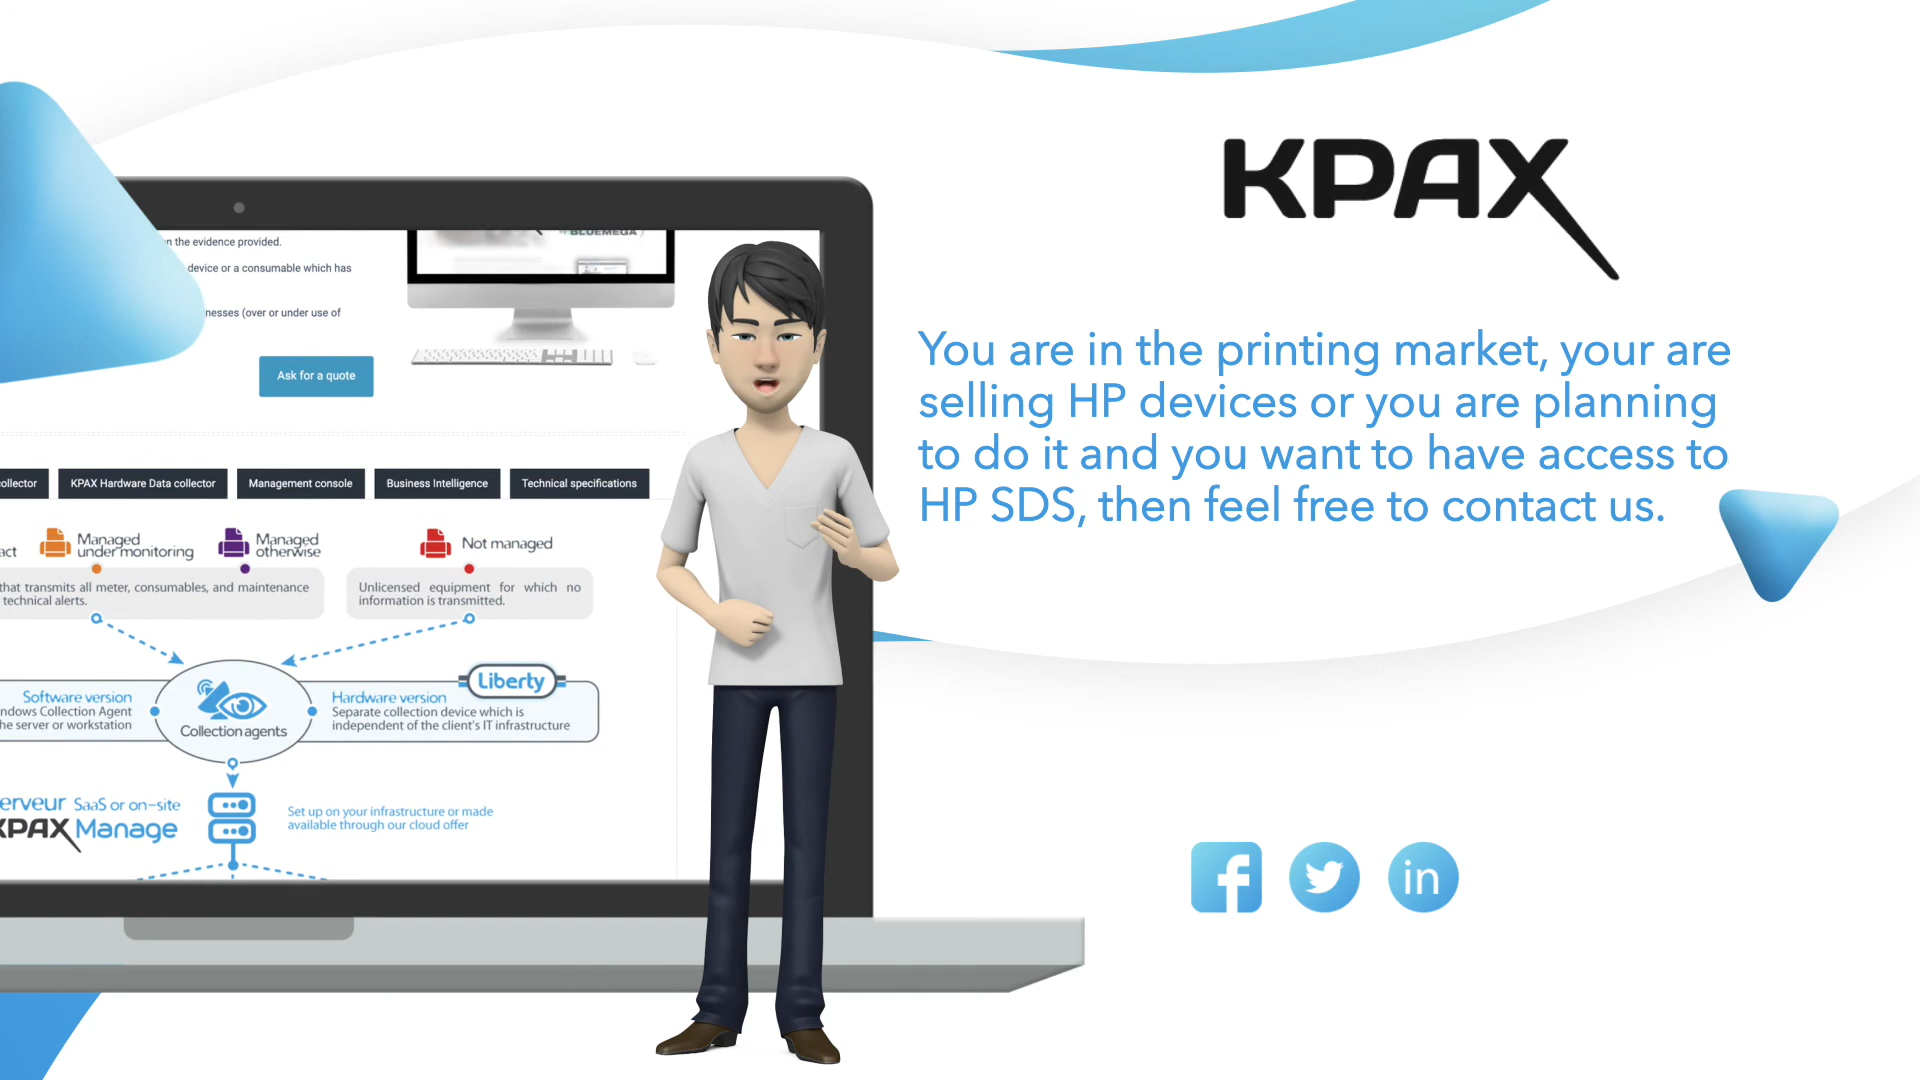 KPAX
You are in the printing market, your are
selling HP devices or you are planning
to do it and you want to have access to
HP SDS, then feel free to contact us.
n the evidence provided.
device or a consumable which has
nesses (over or under use of
BLUEMEGA
Ask for a quote
ollector
KPAX Hardware Data collector
Management console
Business Intelligence
Technical specifications
act
Managed
under monitoring
Managed
otherwise
Not managed
that transmits all meter, consumables, and maintenance
technical alerts.
Unlicensed equipment for which no
information is transmitted.
Software version
ndows Collection Agent
he server or workstation
Collection agents
Liberty
Hardware version
Separate collection device which is
independent of the client's IT infrastructure
erveur SaaS or on-site
KPAX Manage
Set up on your infrastructure or made
available through our cloud offer
f
in